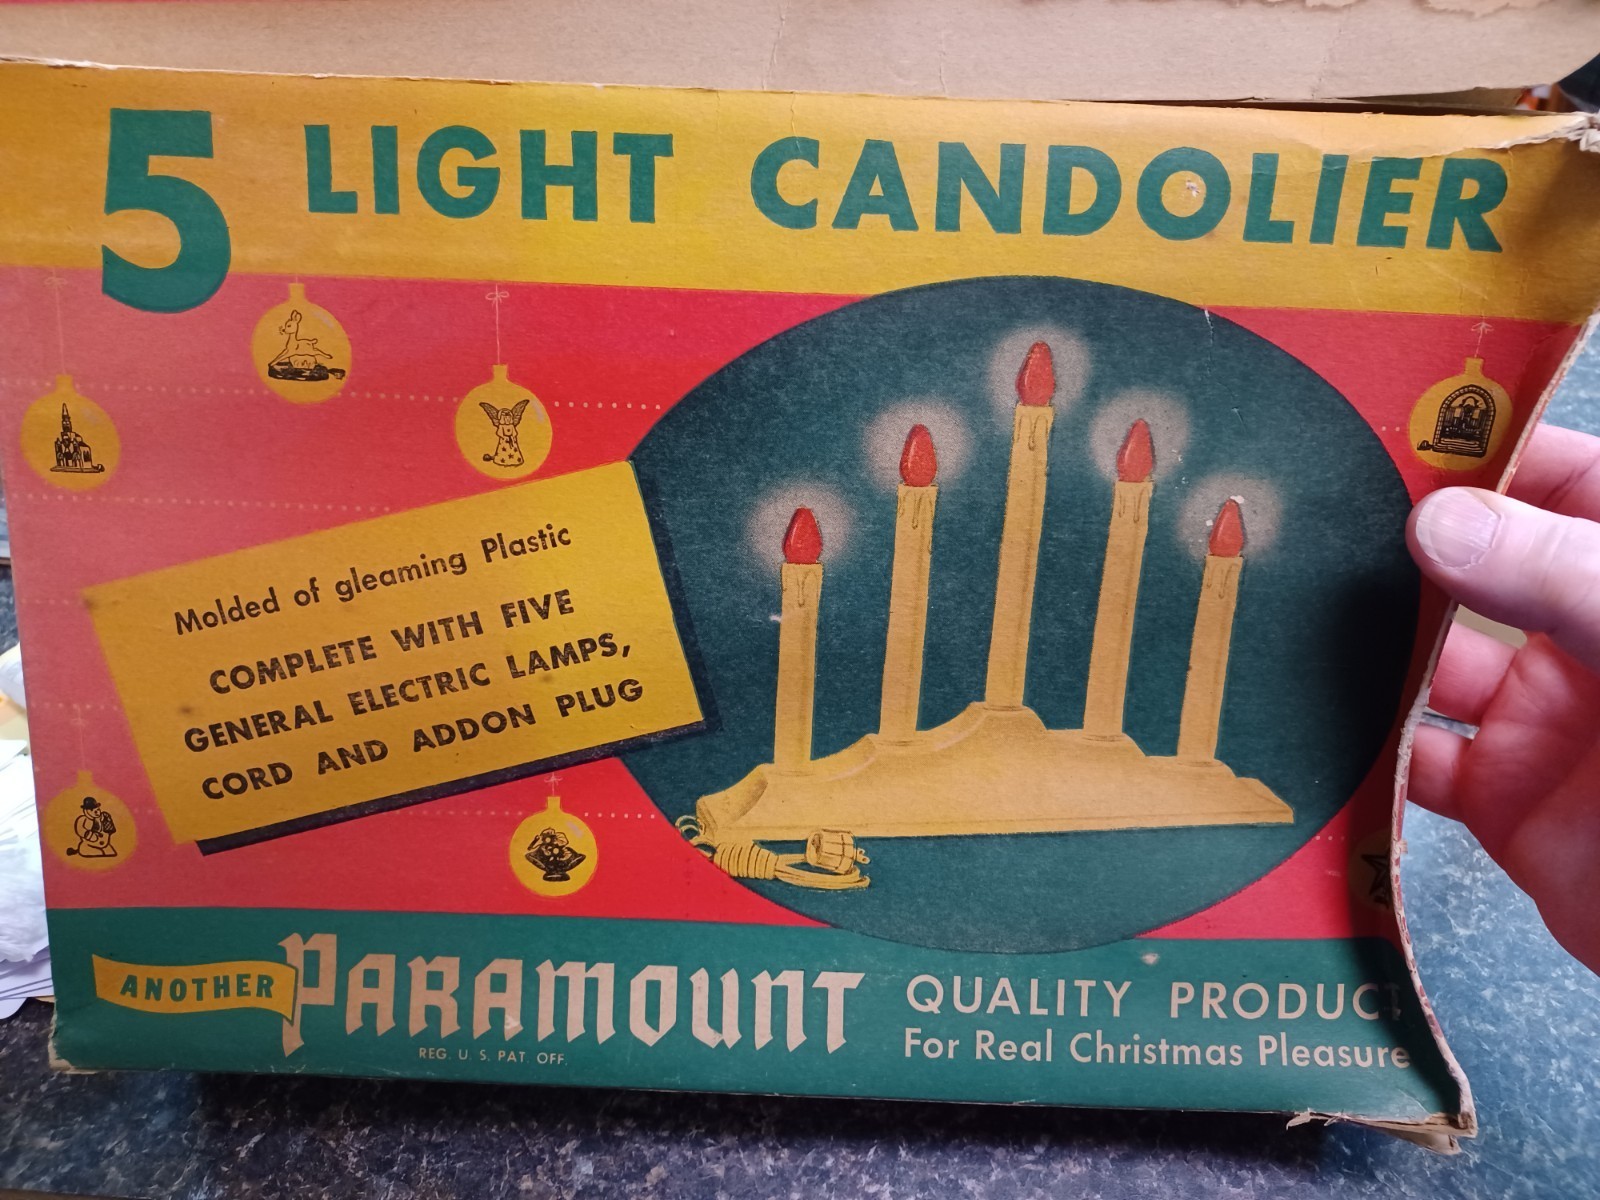 5 LIGHT CANDOLIER
Molded of gleaming Plastic
COMPLETE WITH FIVE
GENERAL ELECTRIC LAMPS,
CORD AND ADDON PLUG
ANOTHER PARAMOUNT
REG. U. S. PAT. OFF.
QUALITY PRODUCT
For Real Christmas Pleasure